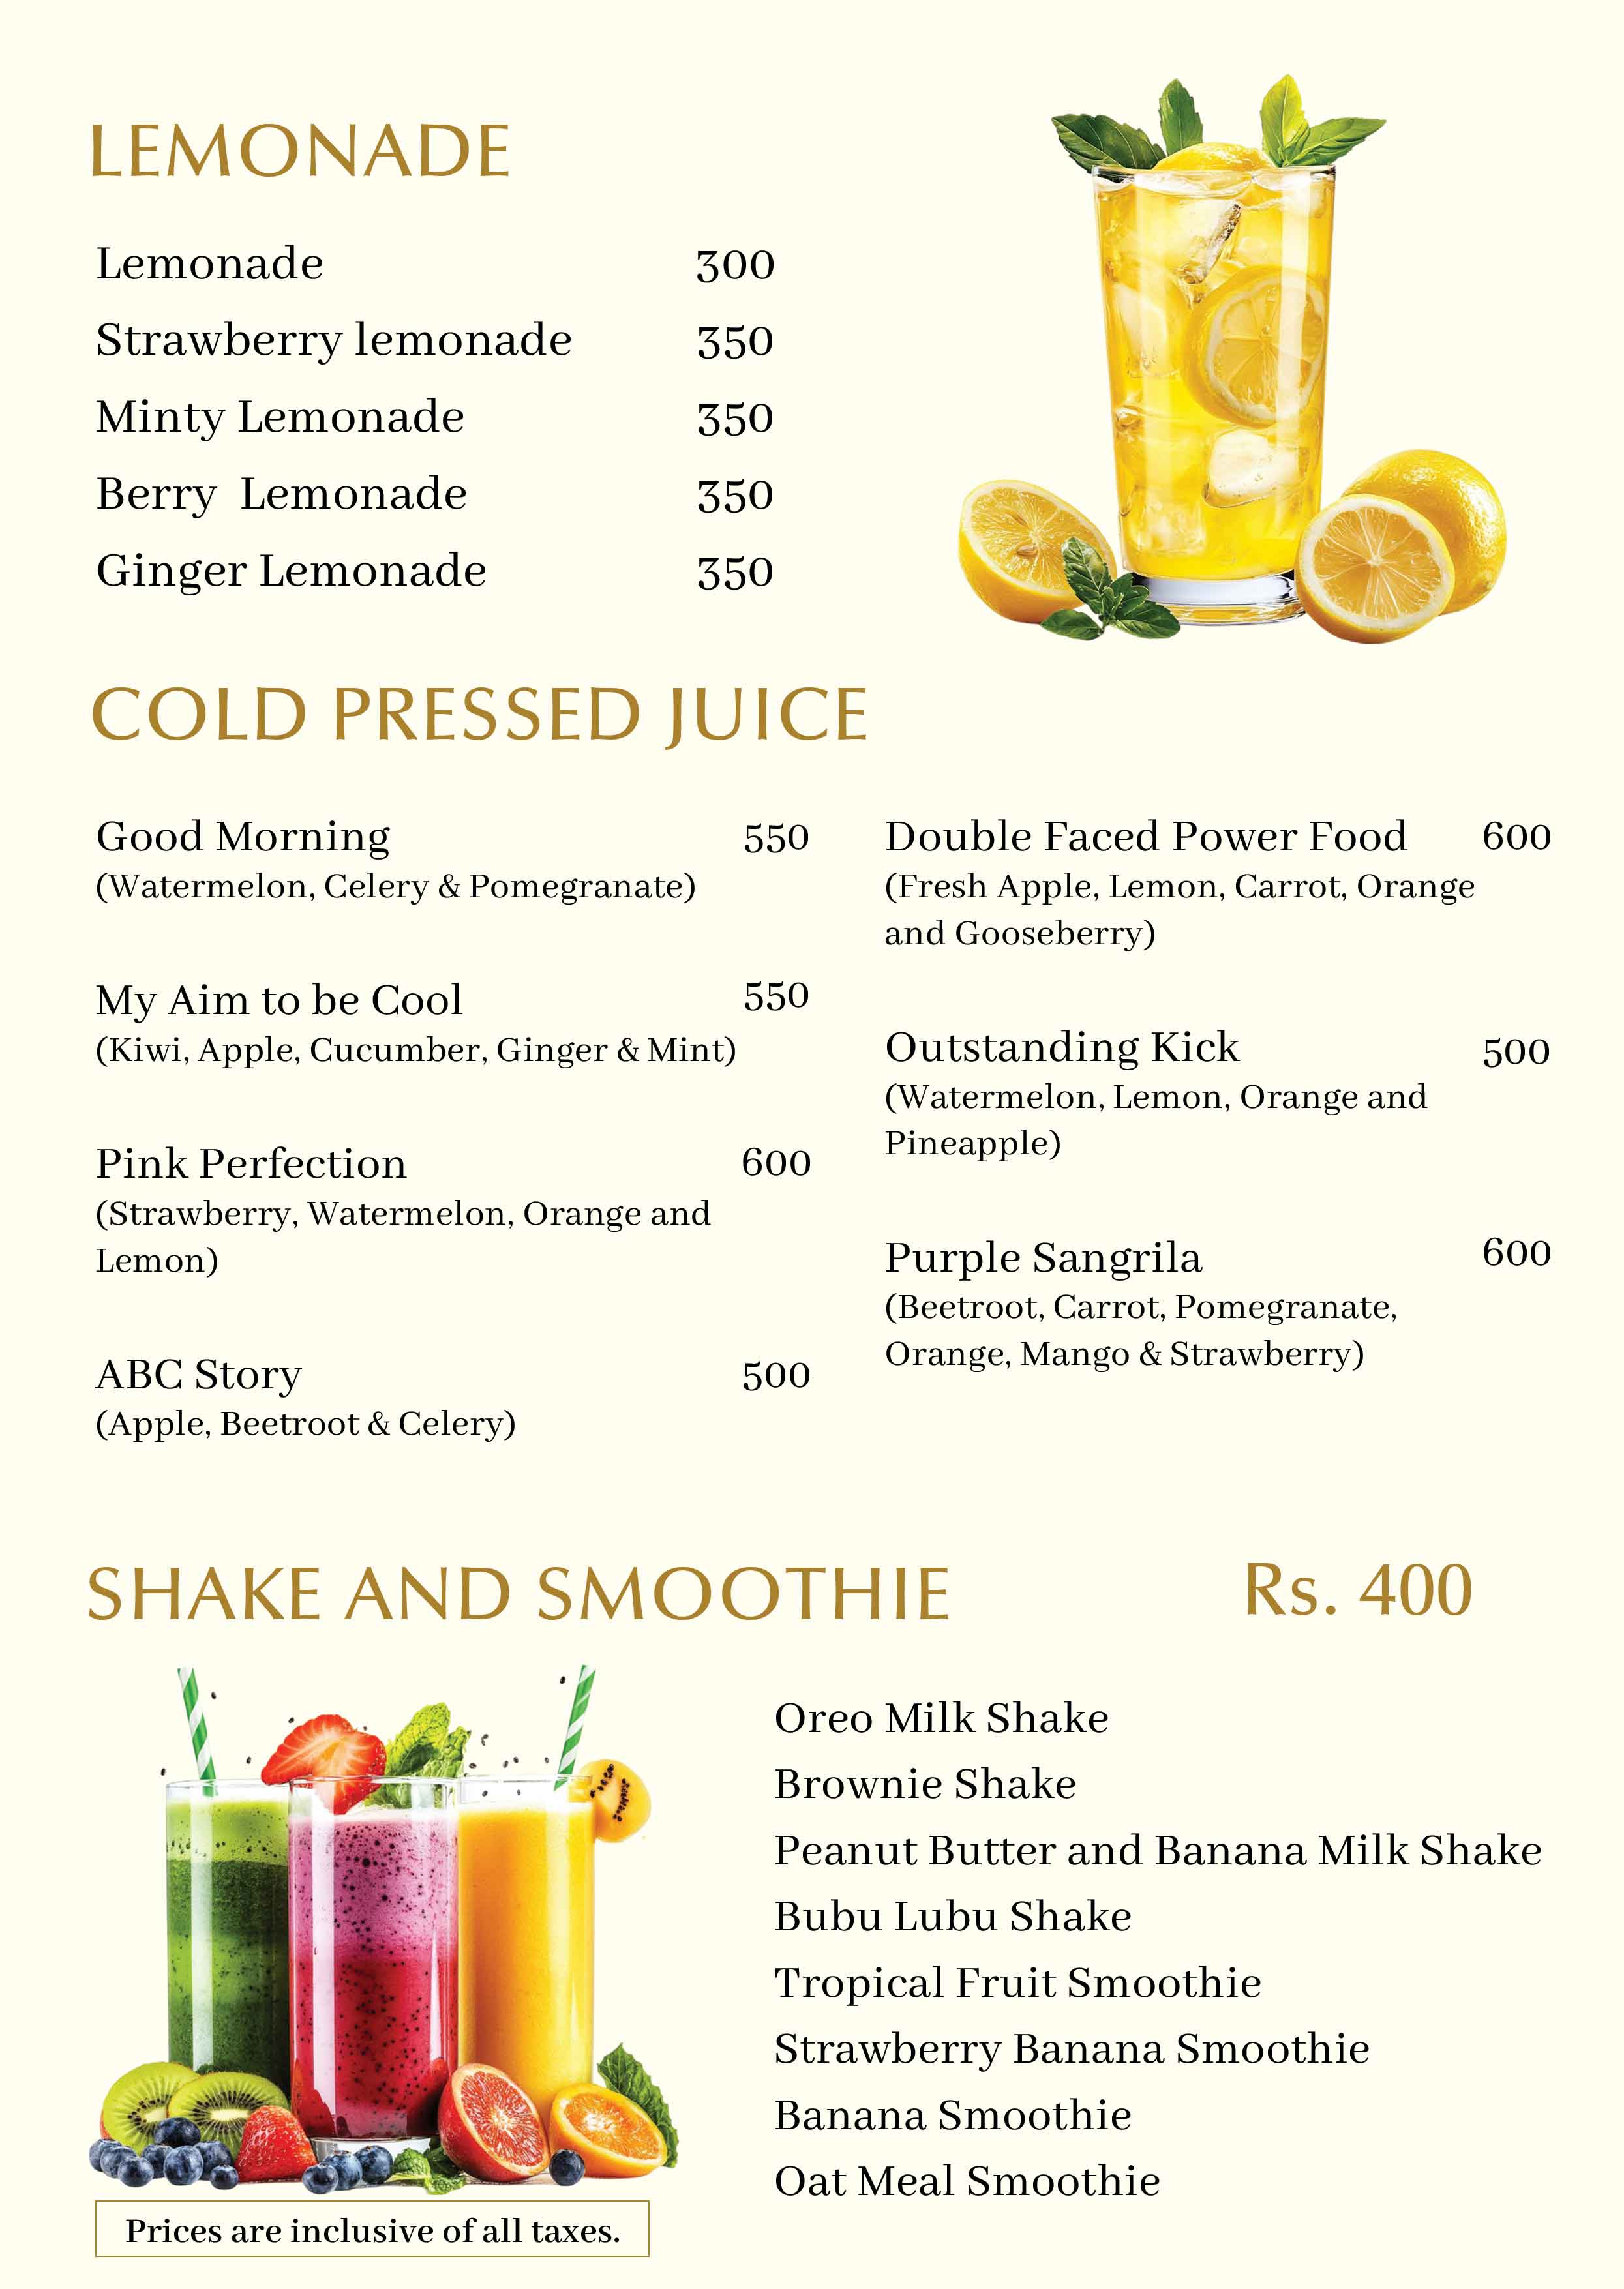 LEMONADE
Lemonade 300
Strawberry lemonade 350
Minty Lemonade 350
Berry Lemonade 350
Ginger Lemonade 350
COLD PRESSED JUICE
Good Morning 550
(Watermelon, Celery & Pomegranate)
My Aim to be Cool 550
(Kiwi, Apple, Cucumber, Ginger & Mint)
Pink Perfection 600
(Strawberry, Watermelon, Orange and
Lemon)
ABC Story 500
(Apple, Beetroot & Celery)
Double Faced Power Food 600
(Fresh Apple, Lemon, Carrot, Orange
and Gooseberry)
Outstanding Kick 500
(Watermelon, Lemon, Orange and
Pineapple)
Purple Sangrila 600
(Beetroot, Carrot, Pomegranate,
Orange, Mango & Strawberry)
SHAKE AND SMOOTHIE Rs. 400
Oreo Milk Shake
Brownie Shake
Peanut Butter and Banana Milk Shake
Bubu Lubu Shake
Tropical Fruit Smoothie
Strawberry Banana Smoothie
Banana Smoothie
Oat Meal Smoothie
Prices are inclusive of all taxes.